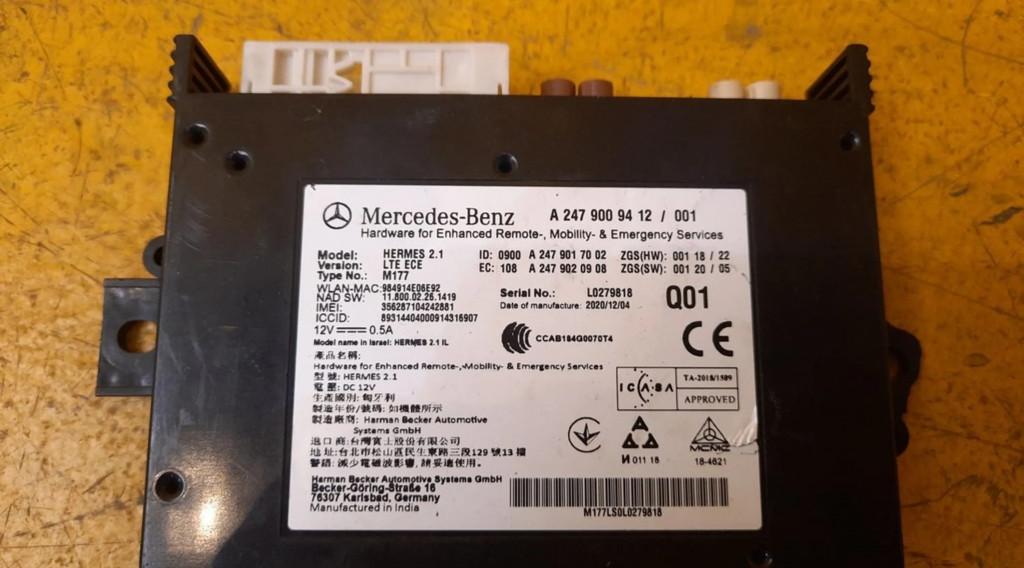 Mercedes-Benz A 247 900 94 12 / 001
Hardware for Enhanced Remote-, Mobility- & Emergency Services
Model: HERMES 2.1 ID: 0900 A 247 901 70 02 ZGS(HW): 001 18 / 22
Version: LTE ECE EC: 108 A 247 902 09 08 ZGS(SW): 001 20 / 05
Type No.: M177
WLAN-MAC: 984914E06E92
NAD SW: 11.800.02.26.1419
Serial No.: L0279818
Q01
IMEI: 356287104242881
Date of manufacture: 2020/12/04
ICCID: 89314404000914316907
12V 0.5A
CCAB184G0070T4
CE
Model name in Israel: HERMES 2.1 IL
產品名稱:
Hardware for Enhanced Remote-,Mobility- & Emergency Services
型 號: HERMES 2.1
電 壓: DC 12V
生產國別: 匈牙利
製造年份/號碼: 如機體所示
製造廠商: Harman Becker Automotive
Systems GmbH
ICASA TA-2018/1589
APPROVED
進口商:台灣賓士股份有限公司
地址:台北市松山區民生東路三段129號13樓
警語:減少電磁波影響,請妥適使用。
И 011 18
MCMC
18-4621
Harman Becker Automotive Systems GmbH
Becker-Göring-Straße 16
76307 Karlsbad, Germany
Manufactured in India
M177LS0L0279818